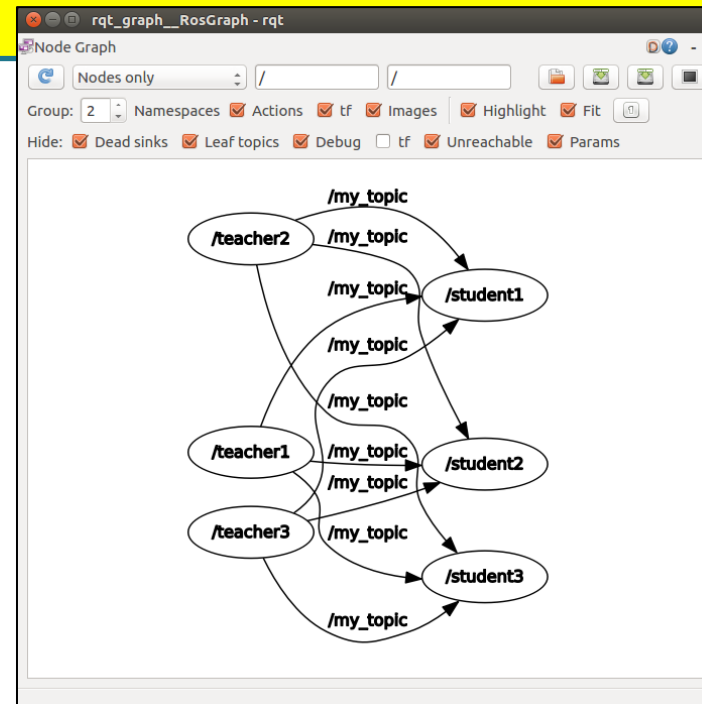 rqt_graph__RosGraph - rqt
Node Graph D ? -
Nodes only / /
Group: 2 Namespaces Actions tf Images Highlight Fit
Hide: Dead sinks Leaf topics Debug tf Unreachable Params
/my_topic
/teacher2 /my_topic
/my_topic /student1
/my_topic
/my_topic
/teacher1 /my_topic /student2
/my_topic
/teacher3 /my_topic
/student3
/my_topic